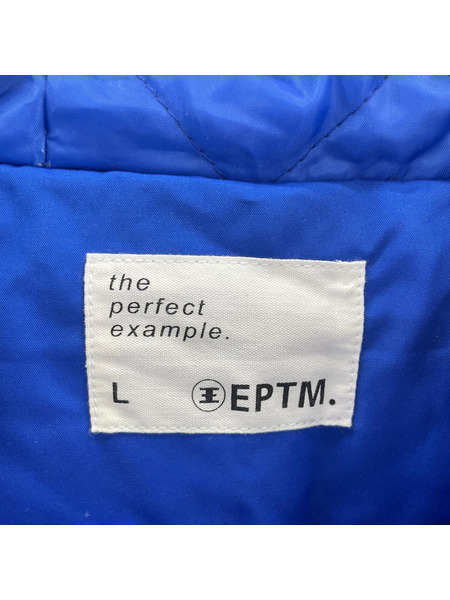 the
perfect
example.
L EPTM.